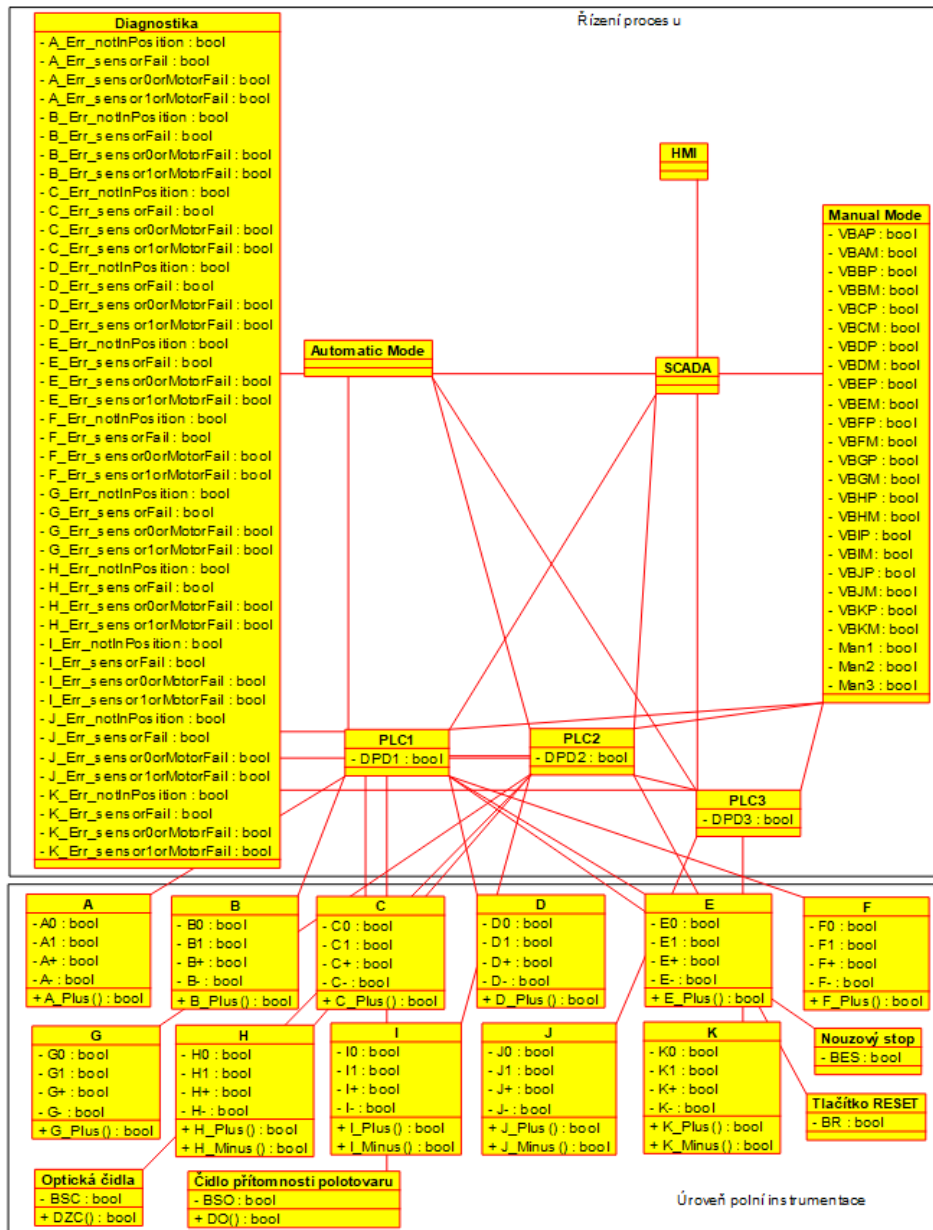 Řízení procesu
Diagnostika
- A_Err_notInPosition : bool
- A_Err_sensorFail : bool
- A_Err_sensor0orMotorFail : bool
- A_Err_sensor1orMotorFail : bool
- B_Err_notInPosition : bool
- B_Err_sensorFail : bool
- B_Err_sensor0orMotorFail : bool
- B_Err_sensor1orMotorFail : bool
- C_Err_notInPosition : bool
- C_Err_sensorFail : bool
- C_Err_sensor0orMotorFail : bool
- C_Err_sensor1orMotorFail : bool
- D_Err_notInPosition : bool
- D_Err_sensorFail : bool
- D_Err_sensor0orMotorFail : bool
- D_Err_sensor1orMotorFail : bool
- E_Err_notInPosition : bool
- E_Err_sensorFail : bool
- E_Err_sensor0orMotorFail : bool
- E_Err_sensor1orMotorFail : bool
- F_Err_notInPosition : bool
- F_Err_sensorFail : bool
- F_Err_sensor0orMotorFail : bool
- F_Err_sensor1orMotorFail : bool
- G_Err_notInPosition : bool
- G_Err_sensorFail : bool
- G_Err_sensor0orMotorFail : bool
- G_Err_sensor1orMotorFail : bool
- H_Err_notInPosition : bool
- H_Err_sensorFail : bool
- H_Err_sensor0orMotorFail : bool
- H_Err_sensor1orMotorFail : bool
- I_Err_notInPosition : bool
- I_Err_sensorFail : bool
- I_Err_sensor0orMotorFail : bool
- I_Err_sensor1orMotorFail : bool
- J_Err_notInPosition : bool
- J_Err_sensorFail : bool
- J_Err_sensor0orMotorFail : bool
- J_Err_sensor1orMotorFail : bool
- K_Err_notInPosition : bool
- K_Err_sensorFail : bool
- K_Err_sensor0orMotorFail : bool
- K_Err_sensor1orMotorFail : bool
HMI
Automatic Mode
SCADA
Manual Mode
- VBAP : bool
- VBAM : bool
- VBBP : bool
- VBBM : bool
- VBCP : bool
- VBCM : bool
- VBDP : bool
- VBDM : bool
- VBEP : bool
- VBEM : bool
- VBFP : bool
- VBFM : bool
- VBGP : bool
- VBGM : bool
- VBHP : bool
- VBHM : bool
- VBIP : bool
- VBIM : bool
- VBJP : bool
- VBJM : bool
- VBKP : bool
- VBKM : bool
- Man1 : bool
- Man2 : bool
- Man3 : bool
PLC1
- DPD1 : bool
PLC2
- DPD2 : bool
PLC3
- DPD3 : bool
A
- A0 : bool
- A1 : bool
- A+ : bool
- A- : bool
+ A_Plus() : bool
B
- B0 : bool
- B1 : bool
- B+ : bool
- B- : bool
+ B_Plus() : bool
C
- C0 : bool
- C1 : bool
- C+ : bool
- C- : bool
+ C_Plus() : bool
D
- D0 : bool
- D1 : bool
- D+ : bool
- D- : bool
+ D_Plus() : bool
E
- E0 : bool
- E1 : bool
- E+ : bool
- E- : bool
+ E_Plus() : bool
F
- F0 : bool
- F1 : bool
- F+ : bool
- F- : bool
+ F_Plus() : bool
G
- G0 : bool
- G1 : bool
- G+ : bool
- G- : bool
+ G_Plus() : bool
H
- H0 : bool
- H1 : bool
- H+ : bool
- H- : bool
+ H_Plus() : bool
+ H_Minus() : bool
I
- I0 : bool
- I1 : bool
- I+ : bool
- I- : bool
+ I_Plus() : bool
+ I_Minus() : bool
J
- J0 : bool
- J1 : bool
- J+ : bool
- J- : bool
+ J_Plus() : bool
+ J_Minus() : bool
K
- K0 : bool
- K1 : bool
- K+ : bool
- K- : bool
+ K_Plus() : bool
+ K_Minus() : bool
Nouzový stop
- BES : bool
Tlačítko RESET
- BR : bool
Optická čidla
- BSC : bool
+ DZC() : bool
Čidlo přítomnosti polotovaru
- BSO : bool
+ DO() : bool
Úroveň polní instrumentace